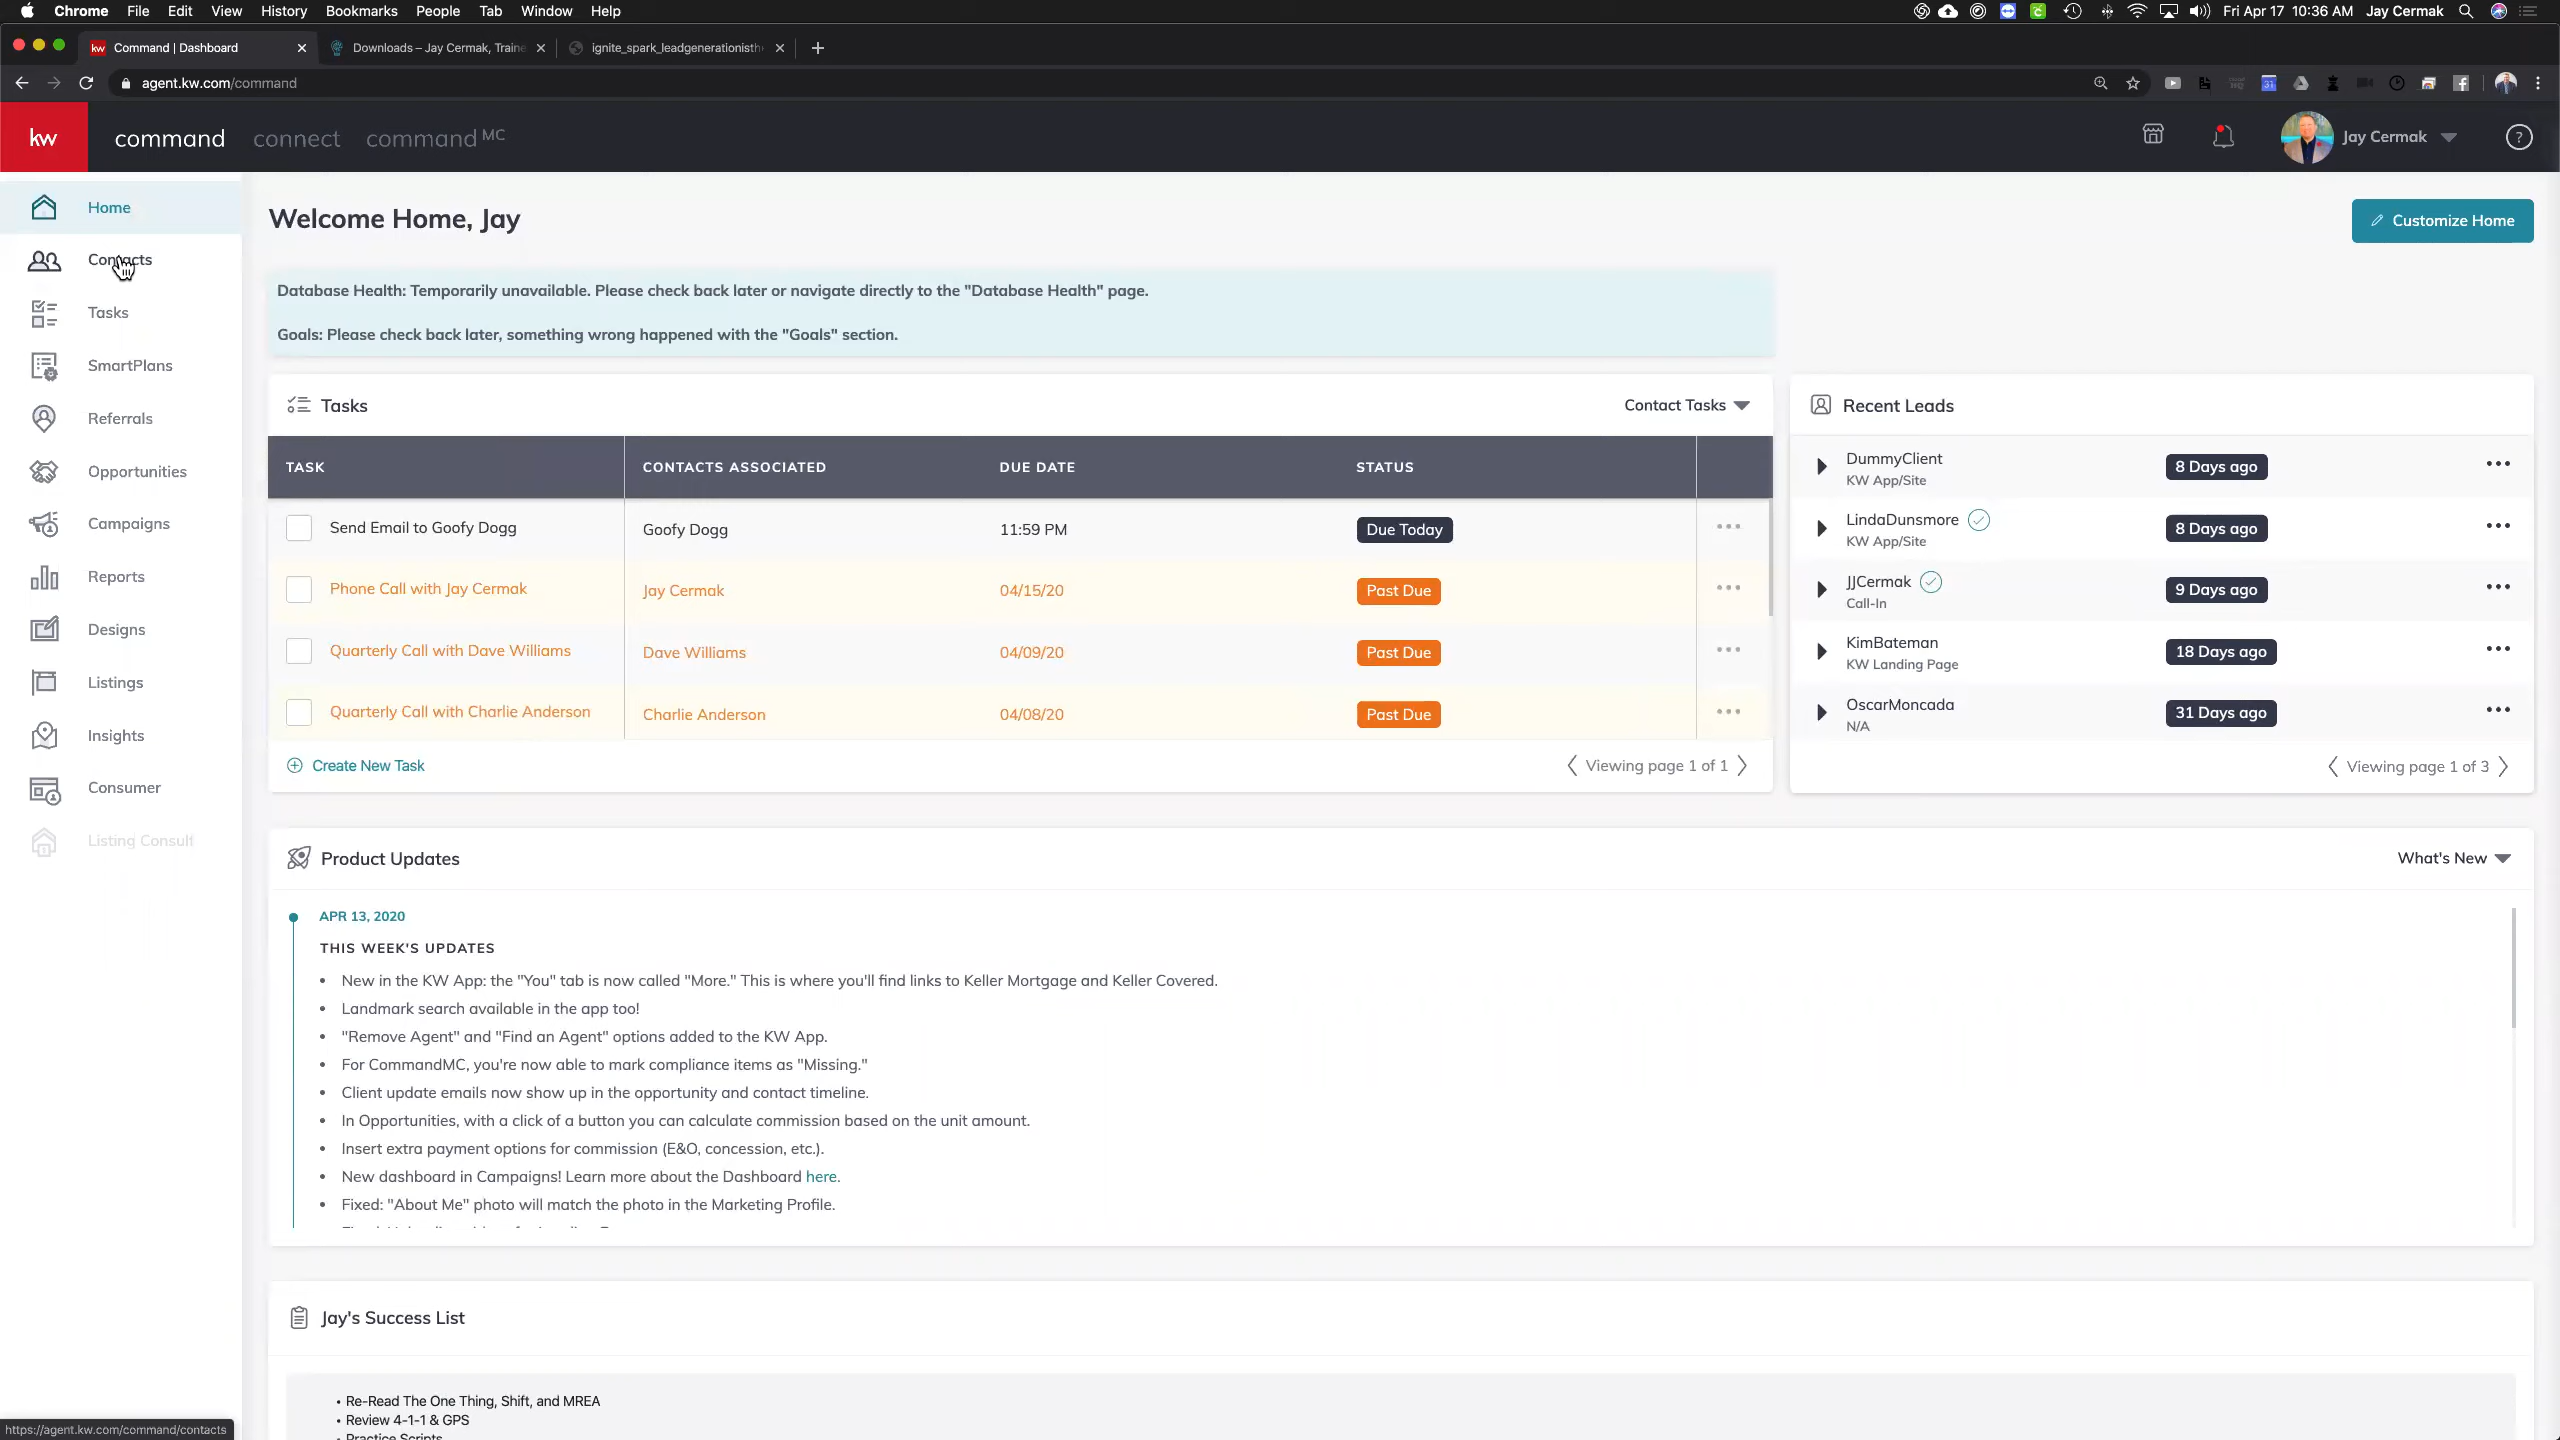 Chrome File Edit View History Bookmarks People Tab Window Help
Fri Apr 17 10:36 AM Jay Cermak
kw Command | Dashboard
Downloads – Jay Cermak, Traine
ignite_spark_leadgenerationisth
agent.kw.com/command
kw command connect command MC
Jay Cermak
Home
Contacts
Tasks
SmartPlans
Referrals
Opportunities
Campaigns
Reports
Designs
Listings
Insights
Consumer
Listing Consult
Welcome Home, Jay
Customize Home
Database Health: Temporarily unavailable. Please check back later or navigate directly to the "Database Health" page.
Goals: Please check back later, something wrong happened with the "Goals" section.
Tasks
Contact Tasks
TASK CONTACTS ASSOCIATED DUE DATE STATUS
Send Email to Goofy Dogg Goofy Dogg 11:59 PM Due Today
Phone Call with Jay Cermak Jay Cermak 04/15/20 Past Due
Quarterly Call with Dave Williams Dave Williams 04/09/20 Past Due
Quarterly Call with Charlie Anderson Charlie Anderson 04/08/20 Past Due
Create New Task
Viewing page 1 of 1
Recent Leads
DummyClient 8 Days ago
KW App/Site
LindaDunsmore 8 Days ago
KW App/Site
JJCermak 9 Days ago
Call-In
KimBateman 18 Days ago
KW Landing Page
OscarMoncada 31 Days ago
N/A
Viewing page 1 of 3
Product Updates
What's New
APR 13, 2020
THIS WEEK'S UPDATES
• New in the KW App: the "You" tab is now called "More." This is where you'll find links to Keller Mortgage and Keller Covered.
• Landmark search available in the app too!
• "Remove Agent" and "Find an Agent" options added to the KW App.
• For CommandMC, you're now able to mark compliance items as "Missing."
• Client update emails now show up in the opportunity and contact timeline.
• In Opportunities, with a click of a button you can calculate commission based on the unit amount.
• Insert extra payment options for commission (E&O, concession, etc.).
• New dashboard in Campaigns! Learn more about the Dashboard here.
• Fixed: "About Me" photo will match the photo in the Marketing Profile.
Jay's Success List
• Re-Read The One Thing, Shift, and MREA
• Review 4-1-1 & GPS
• Practice Scripts
https://agent.kw.com/command/contacts